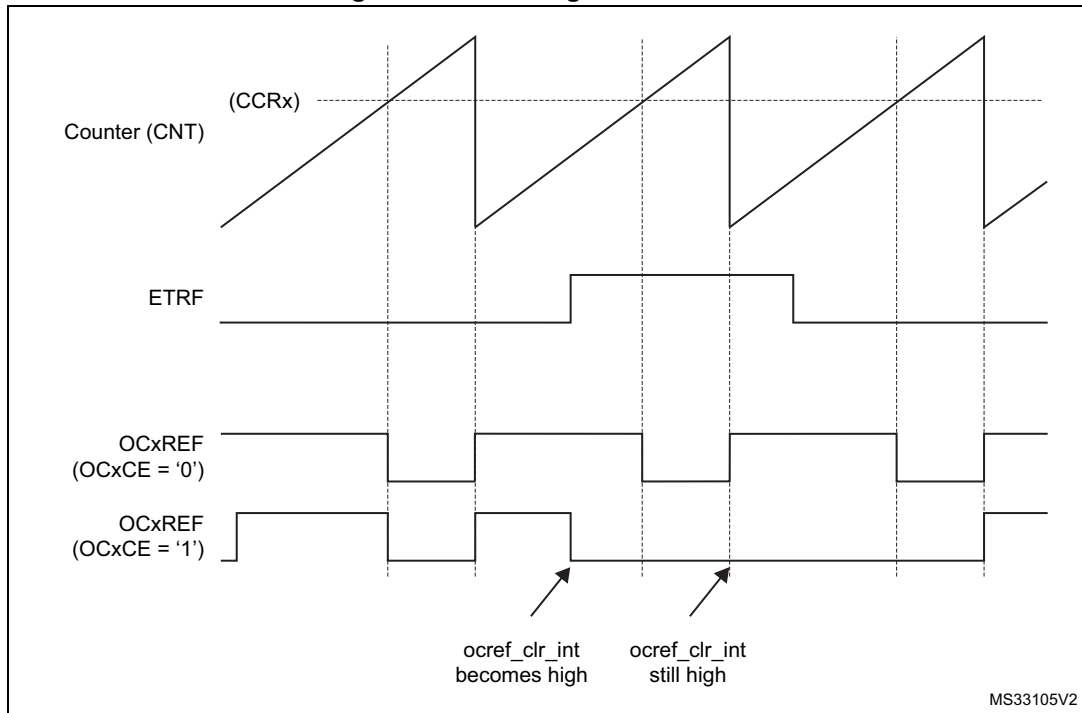 (CCRx)
Counter (CNT)
ETRF
OCxREF
(OCxCE = ‘0’)
OCxREF
(OCxCE = ‘1’)
ocref_clr_int
becomes high
ocref_clr_int
still high
MS33105V2